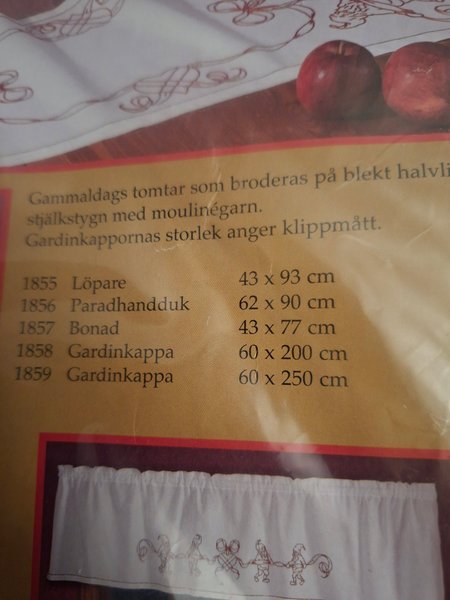 Gammaldags tomtar som broderas på blekt
stjälkstygn med moulinégarn.
Gardinkappornas storlek anger klippmått.
1855 Löpare 43 x 93 cm
1856 Paradhandduk 62 x 90 cm
1857 Bonad 43 x 77 cm
1858 Gardinkappa 60 x 200 cm
1859 Gardinkappa 60 x 250 cm